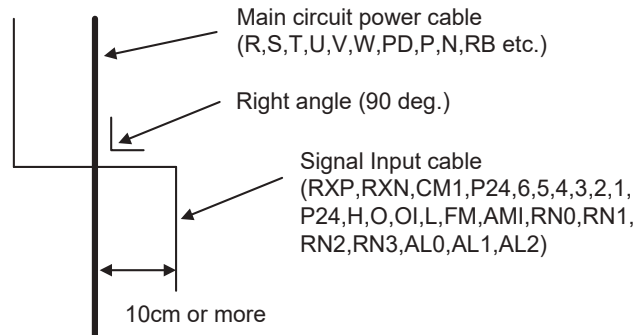 Main circuit power cable
(R,S,T,U,V,W,PD,P,N,RB etc.)
Right angle (90 deg.)
Signal Input cable
(RXP,RXN,CM1,P24,6,5,4,3,2,1,
P24,H,O,OI,L,FM,AMI,RN0,RN1,
RN2,RN3,AL0,AL1,AL2)
10cm or more